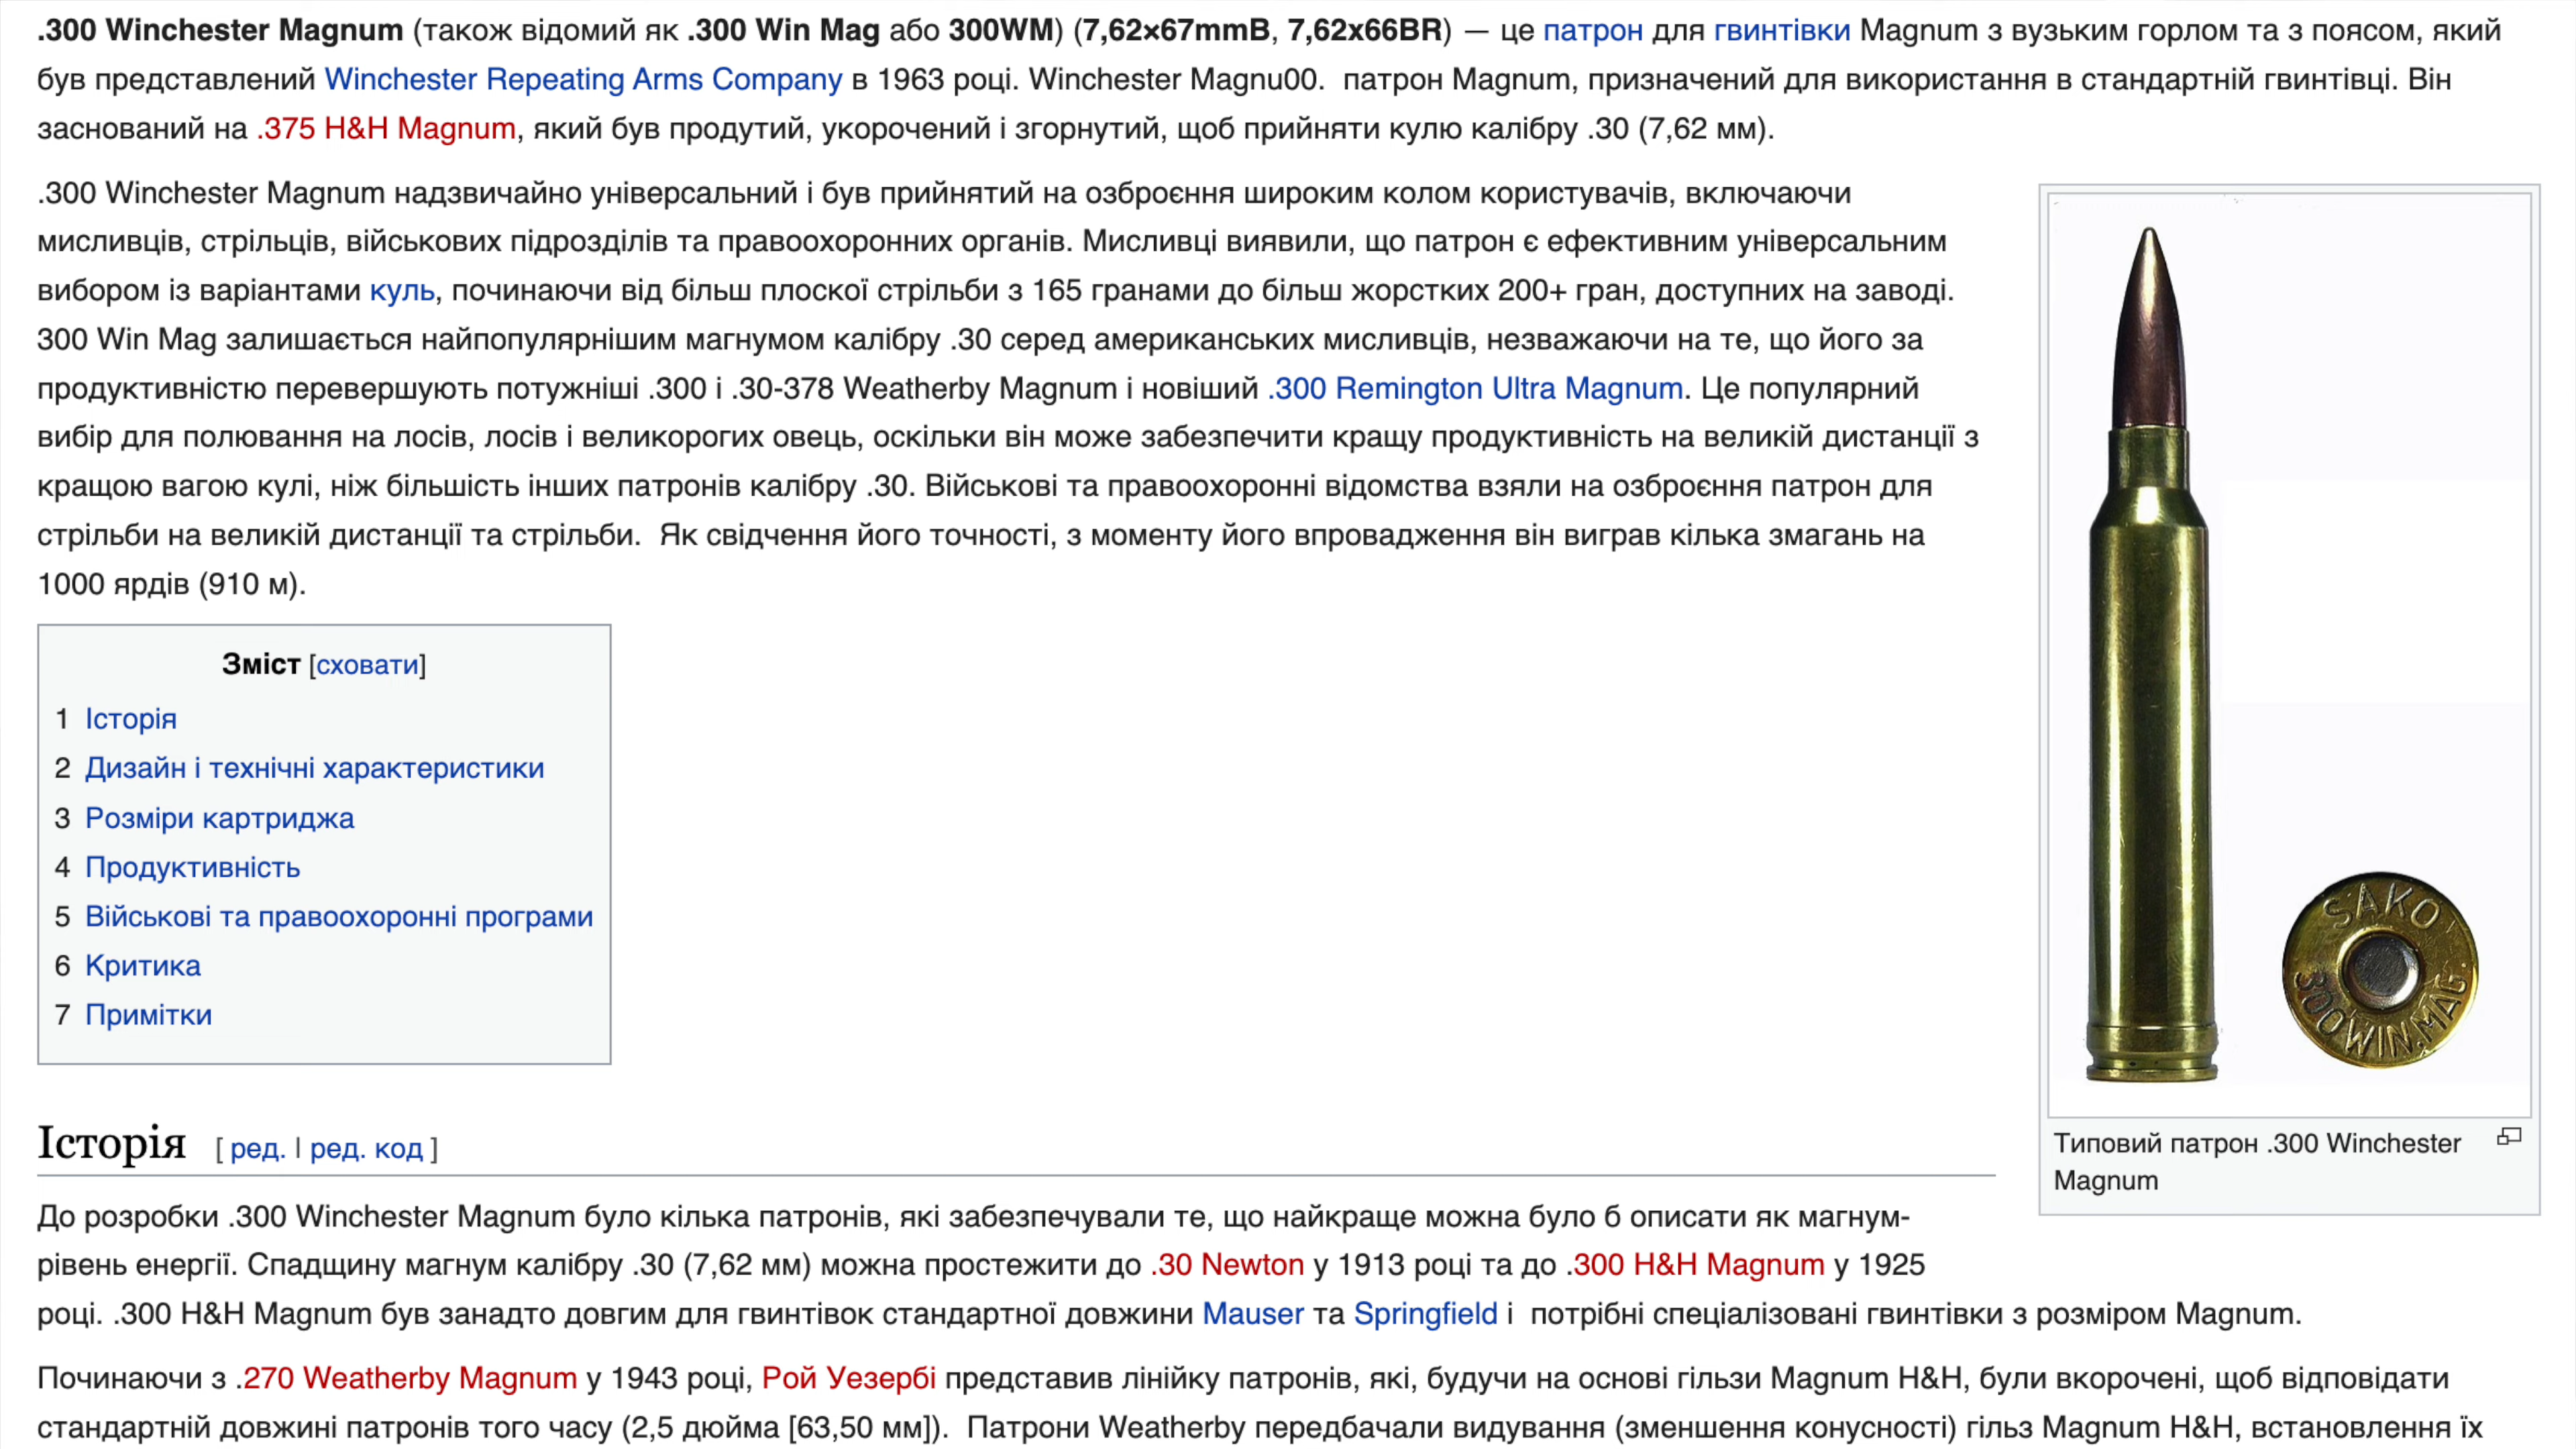 .300 Winchester Magnum (також відомий як .300 Win Mag або 300WM) (7,62×67mmB, 7,62x66BR) — це патрон для гвинтівки Magnum з вузьким горлом та з поясом, який
був представлений Winchester Repeating Arms Company в 1963 році. Winchester Magnu00.  патрон Magnum, призначений для використання в стандартній гвинтівці. Він
заснований на .375 H&H Magnum, який був продутий, укорочений і згорнутий, щоб прийняти кулю калібру .30 (7,62 мм).
.300 Winchester Magnum надзвичайно універсальний і був прийнятий на озброєння широким колом користувачів, включаючи
мисливців, стрільців, військових підрозділів та правоохоронних органів. Мисливці виявили, що патрон є ефективним універсальним
вибором із варіантами куль, починаючи від більш плоскої стрільби з 165 гранами до більш жорстких 200+ гран, доступних на заводі.
300 Win Mag залишається найпопулярнішим магнумом калібру .30 серед американських мисливців, незважаючи на те, що його за
продуктивністю перевершують потужніші .300 і .30-378 Weatherby Magnum і новіший .300 Remington Ultra Magnum. Це популярний
вибір для полювання на лосів, лосів і великорогих овець, оскільки він може забезпечити кращу продуктивність на великій дистанції з
кращою вагою кулі, ніж більшість інших патронів калібру .30. Військові та правоохоронні відомства взяли на озброєння патрон для
стрільби на великій дистанції та стрільби.  Як свідчення його точності, з моменту його впровадження він виграв кілька змагань на
1000 ярдів (910 м).
SAKO
300 WIN.MAG.
Типовий патрон .300 Winchester
Magnum
Зміст [сховати]
1 Історія
2 Дизайн і технічні характеристики
3 Розміри картриджа
4 Продуктивність
5 Військові та правоохоронні програми
6 Критика
7 Примітки
Історія [ ред. | ред. код ]
До розробки .300 Winchester Magnum було кілька патронів, які забезпечували те, що найкраще можна було б описати як магнум-
рівень енергії. Спадщину магнум калібру .30 (7,62 мм) можна простежити до .30 Newton у 1913 році та до .300 H&H Magnum у 1925
році. .300 H&H Magnum був занадто довгим для гвинтівок стандартної довжини Mauser та Springfield і  потрібні спеціалізовані гвинтівки з розміром Magnum.
Починаючи з .270 Weatherby Magnum у 1943 році, Рой Уезербі представив лінійку патронів, які, будучи на основі гільзи Magnum H&H, були вкорочені, щоб відповідати
стандартній довжині патронів того часу (2,5 дюйма [63,50 мм]).  Патрони Weatherby передбачали видування (зменшення конусності) гільз Magnum H&H, встановлення їх